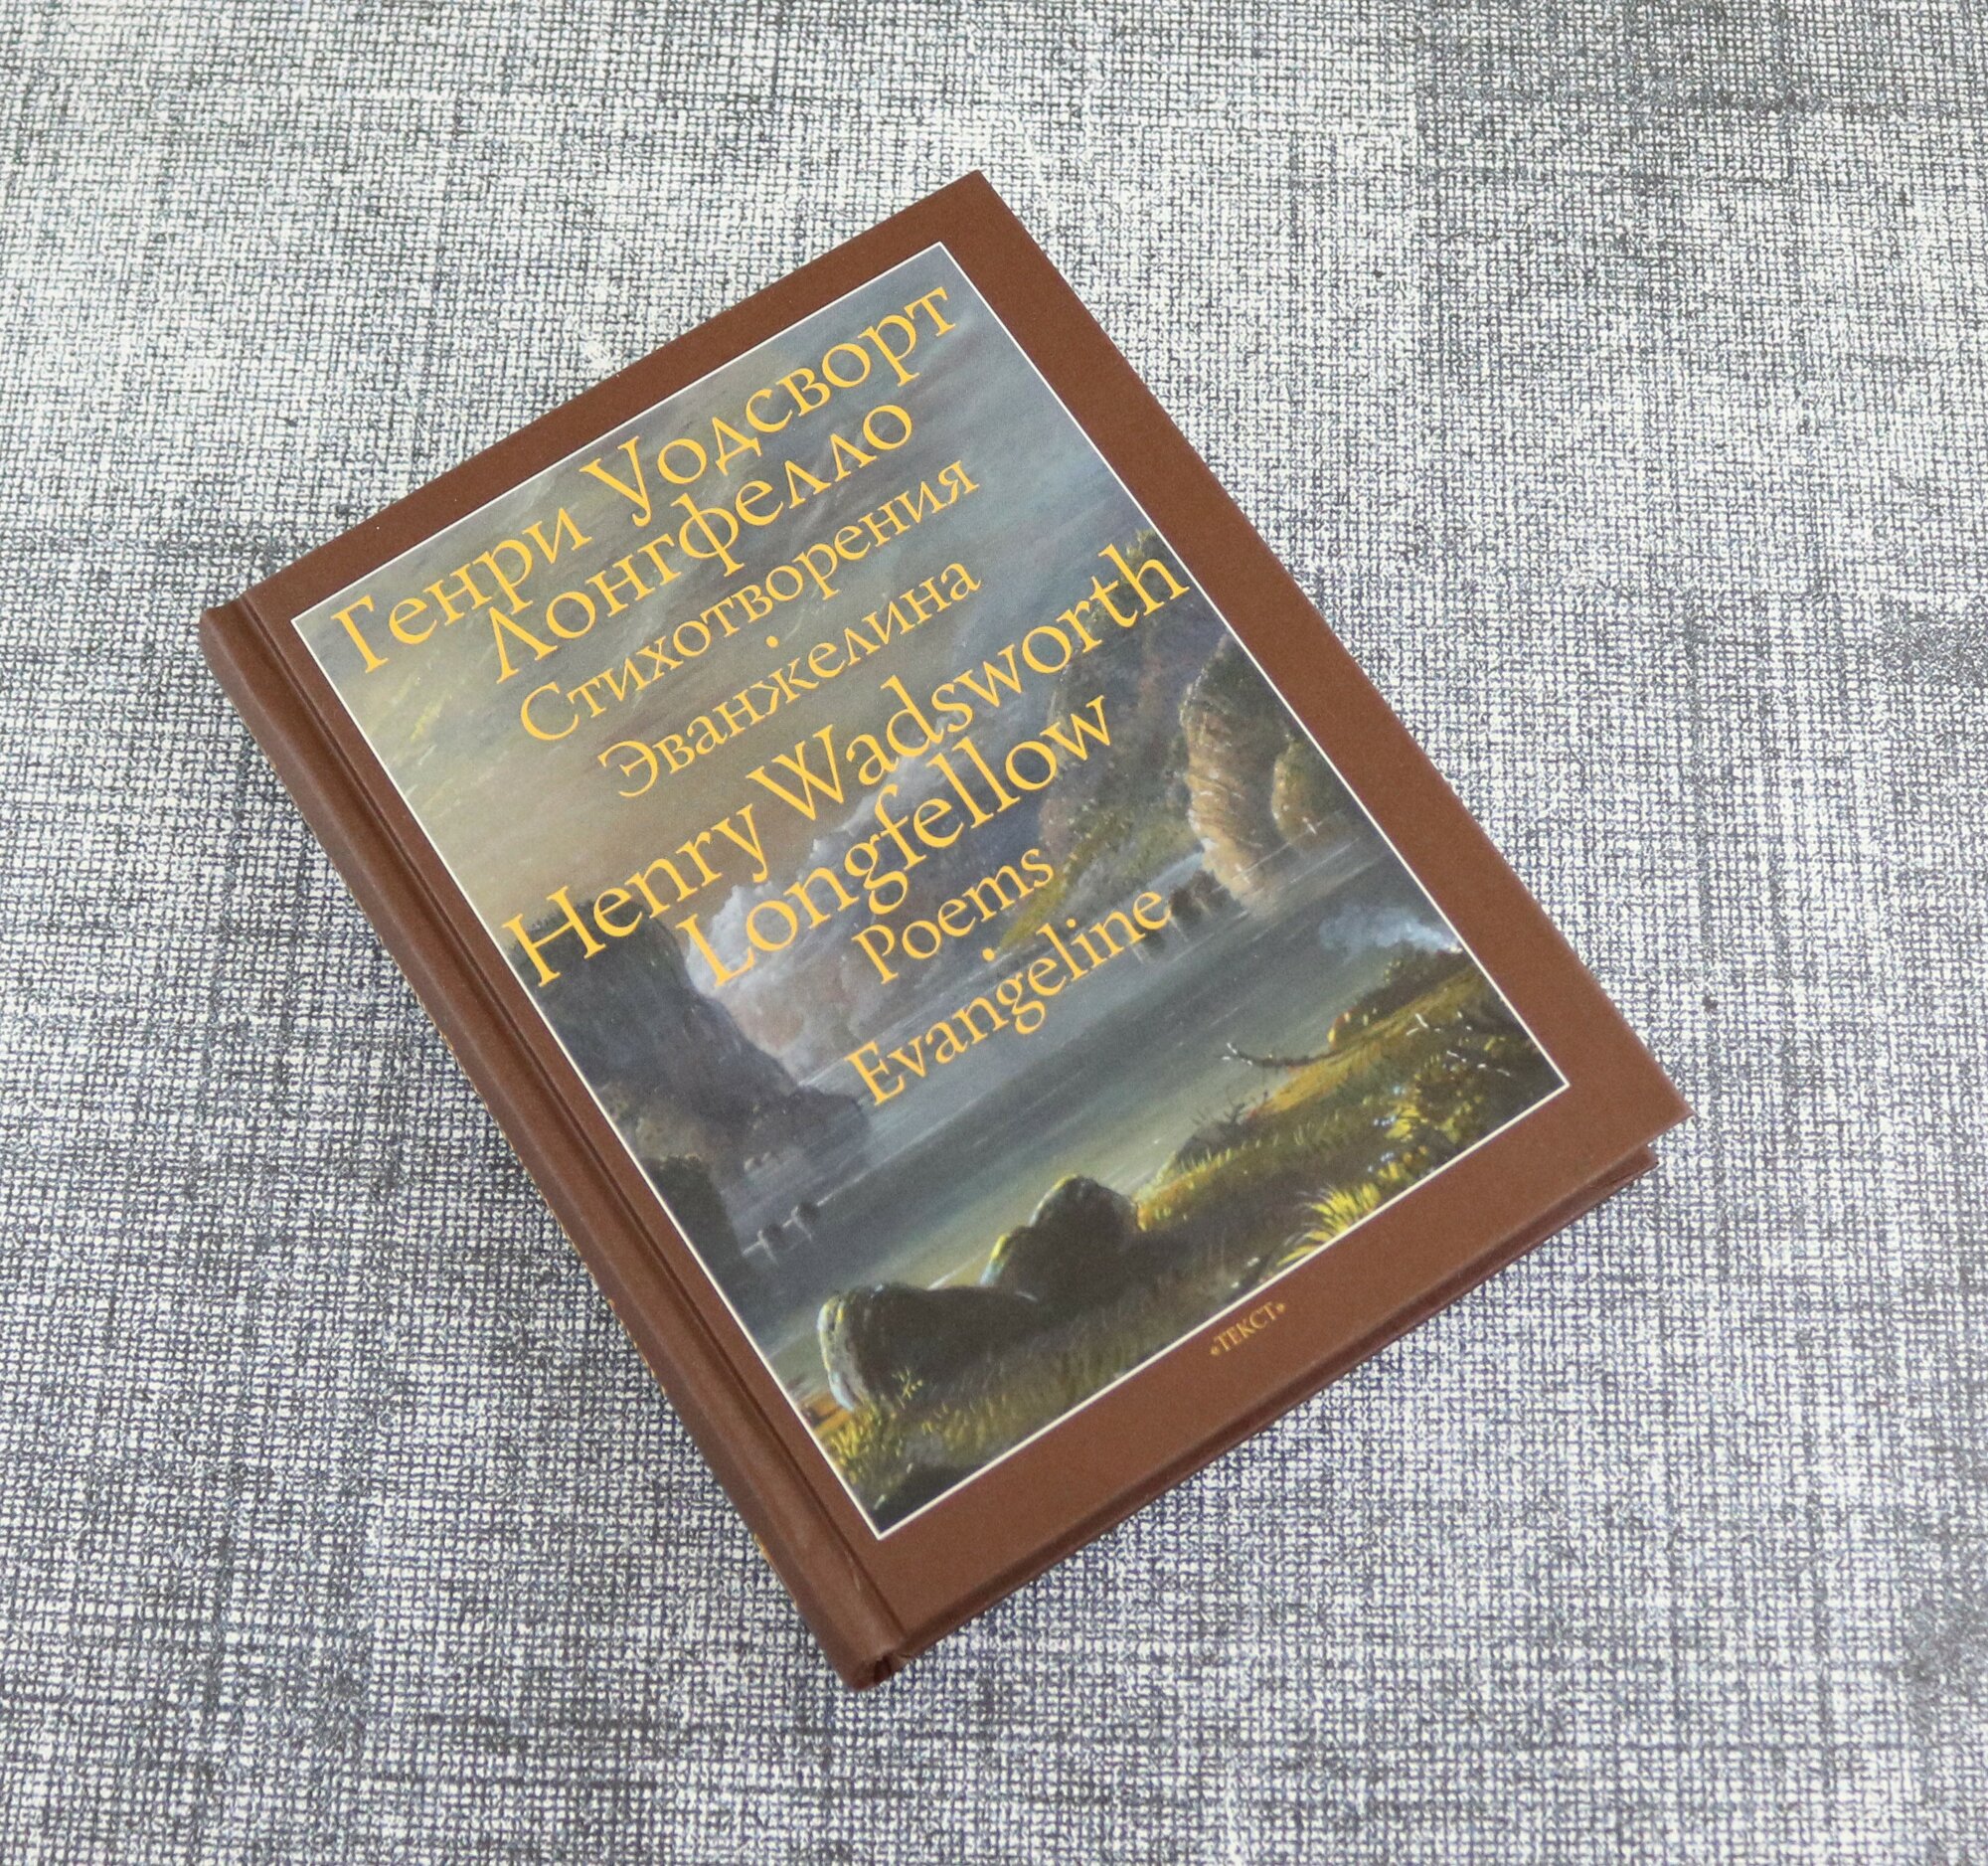 Генри Уодсворт
Лонгфелло
Стихотворения
•
Эванжелина
Henry Wadsworth
Longfellow
Poems
•
Evangeline
«ТЕКСТ»